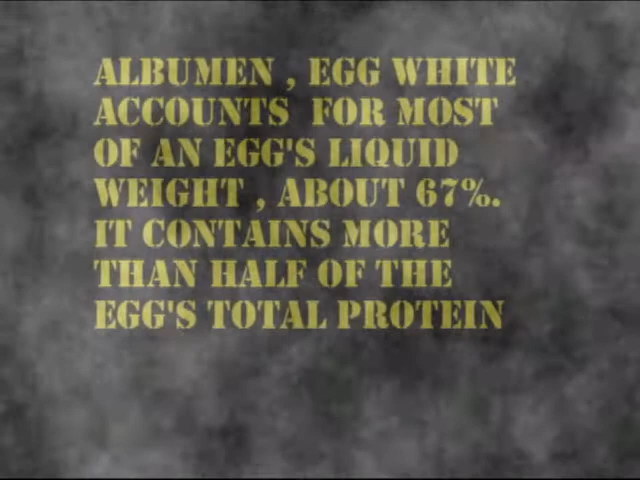 ALBUMEN , EGG WHITE
ACCOUNTS  FOR MOST
OF AN EGG'S LIQUID
WEIGHT , ABOUT 67%.
IT CONTAINS MORE
THAN HALF OF THE
EGG'S TOTAL PROTEIN